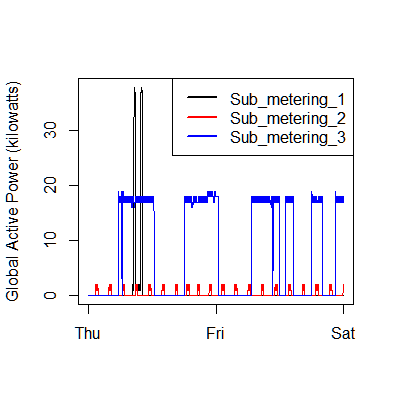 Sub_metering_1
Sub_metering_2
Sub_metering_3
Global Active Power (kilowatts)
30
20
10
0
Thu Fri Sat